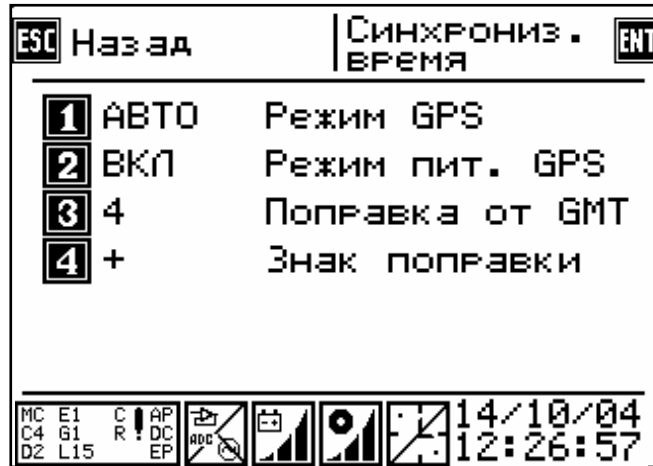 ESC Назад Синхрониз. ENT
время
1 АВТО Режим GPS
2 ВКЛ Режим пит. GPS
3 4 Поправка от GMT
4 + Знак поправки
MC E1 C ! AP 14/10/04
C4 G1 R DC ADC 12:26:57
D2 L15 EP